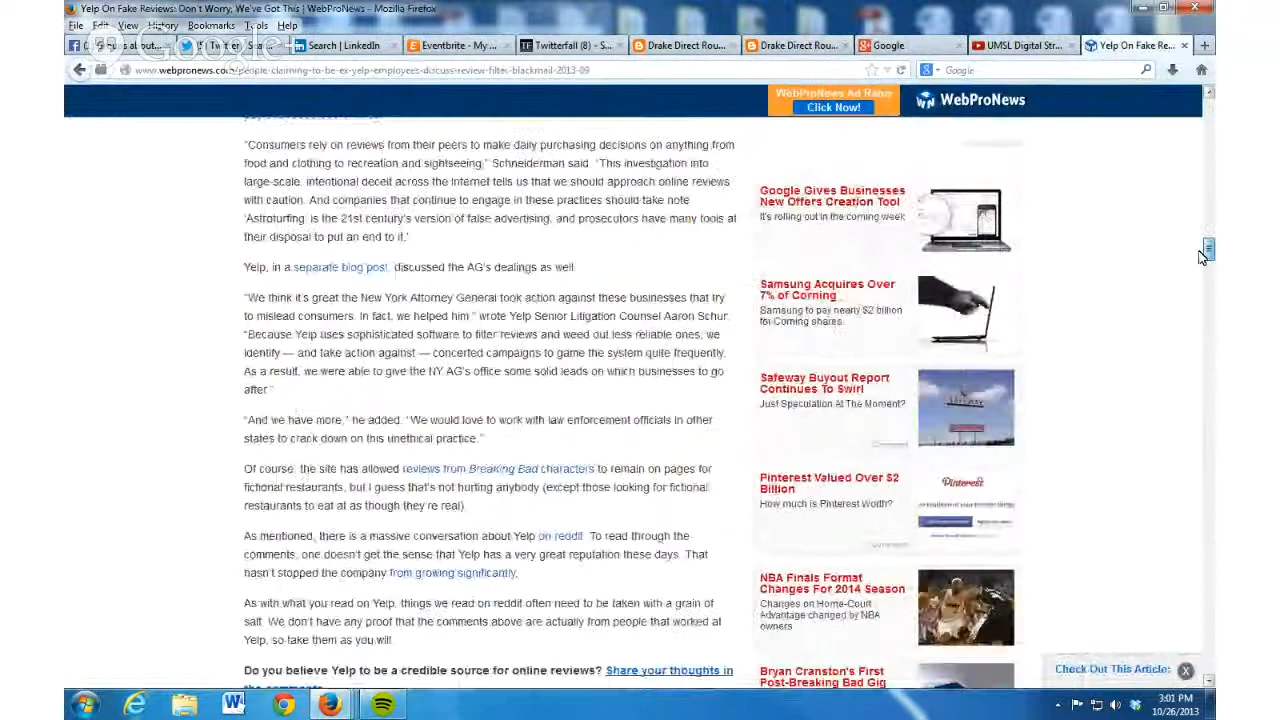 Yelp On Fake Reviews: Don't Worry, We've Got This | WebProNews - Mozilla Firefox
File Edit View History Bookmarks Tools Help
Google+
Search | LinkedIn
Eventbrite - My ...
Twitterfall (8) - S...
Drake Direct Rou...
Drake Direct Rou...
Google
UMSL Digital Str...
Yelp On Fake Re...
www.webpronews.com/people-claiming-to-be-ex-yelp-employees-discuss-review-filter-blackmail-2013-09
Google
WebProNews Ad Rates
Click Now!
WebProNews
"Consumers rely on reviews from their peers to make daily purchasing decisions on anything from
food and clothing to recreation and sightseeing," Schneiderman said. "This investigation into
large-scale, intentional deceit across the Internet tells us that we should approach online reviews
with caution. And companies that continue to engage in these practices should take note
'Astroturfing' is the 21st century's version of false advertising, and prosecutors have many tools at
their disposal to put an end to it."
Yelp, in a separate blog post, discussed the AG's dealings as well.
"We think it's great the New York Attorney General took action against these businesses that try
to mislead consumers. In fact, we helped him," wrote Yelp Senior Litigation Counsel Aaron Schur.
"Because Yelp uses sophisticated software to filter reviews and weed out less reliable ones, we
identify — and take action against — concerted campaigns to game the system quite frequently.
As a result, we were able to give the NY AG's office some solid leads on which businesses to go
after."
"And we have more," he added. "We would love to work with law enforcement officials in other
states to crack down on this unethical practice."
Of course, the site has allowed reviews from Breaking Bad characters to remain on pages for
fictional restaurants, but I guess that's not hurting anybody (except those looking for fictional
restaurants to eat at as though they're real).
As mentioned, there is a massive conversation about Yelp on reddit. To read through the
comments, one doesn't get the sense that Yelp has a very great reputation these days. That
hasn't stopped the company from growing significantly.
As with what you read on Yelp, things we read on reddit often need to be taken with a grain of
salt. We don't have any proof that the comments above are actually from people that worked at
Yelp, so take them as you will.
Do you believe Yelp to be a credible source for online reviews? Share your thoughts in
the comments.
Google Gives Businesses
New Offers Creation Tool
It's rolling out in the coming week
Samsung Acquires Over
7% of Corning
Samsung to pay nearly $2 billion
for Corning shares.
Safeway Buyout Report
Continues To Swirl
Just Speculation At The Moment?
Pinterest Valued Over $2
Billion
How much is Pinterest Worth?
Pinterest
NBA Finals Format
Changes For 2014 Season
Changes on Home-Court
Advantage changed by NBA
owners
Bryan Cranston's First
Post-Breaking Bad Gig
Check Out This Article:
3:01 PM
10/26/2013